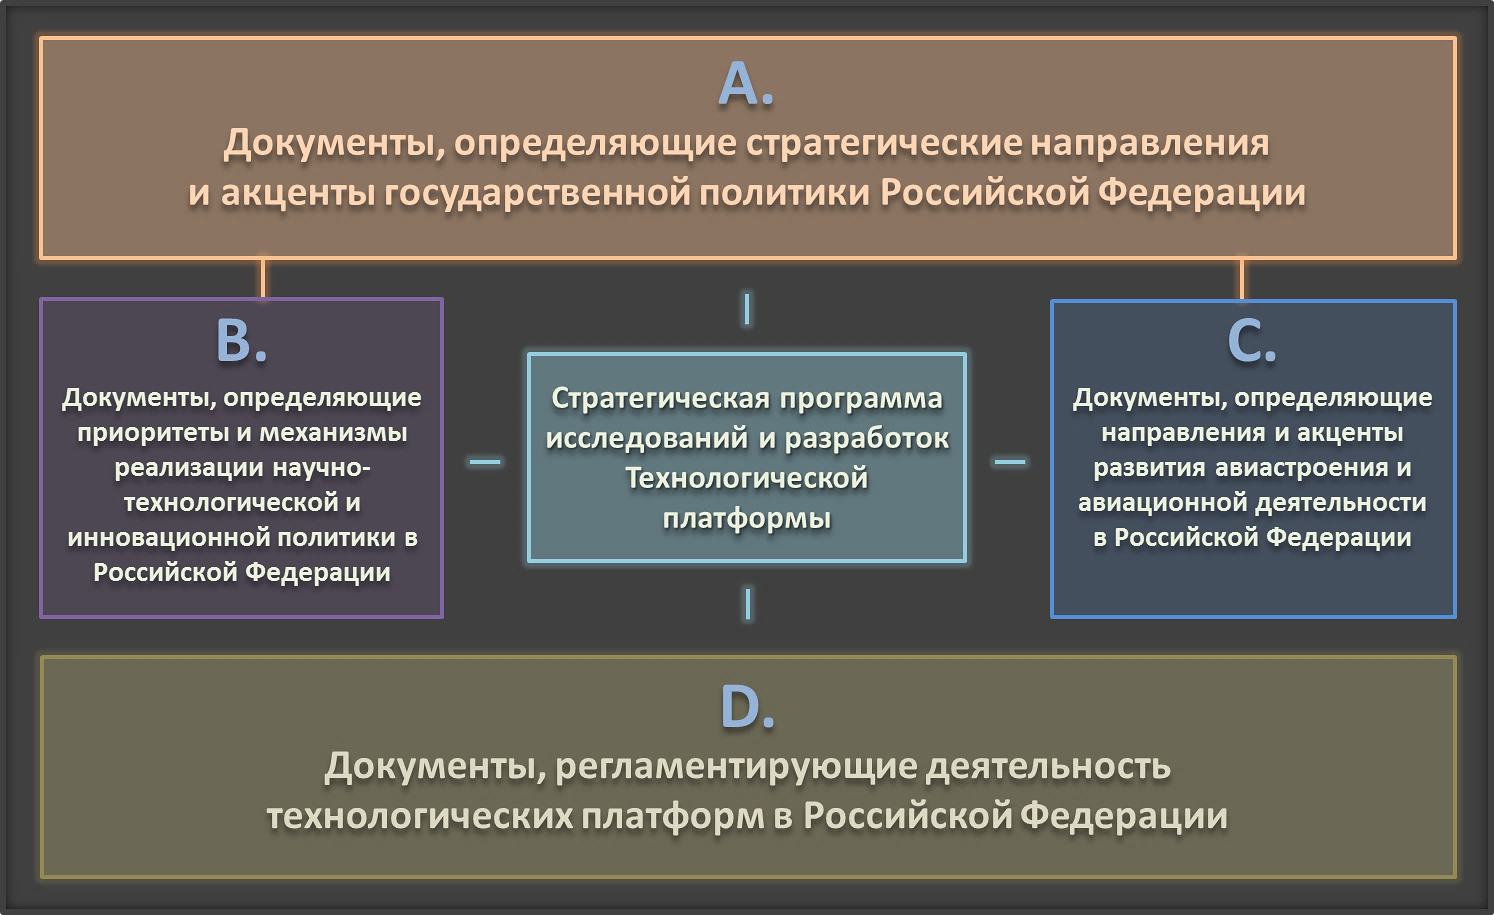 A.
Документы, определяющие стратегические направления
и акценты государственной политики Российской Федерации
B.
Документы, определяющие
приоритеты и механизмы
реализации научно-
технологической и
инновационной политики в
Российской Федерации
Стратегическая программа
исследований и разработок
Технологической
платформы
C.
Документы, определяющие
направления и акценты
развития авиастроения и
авиационной деятельности
в Российской Федерации
D.
Документы, регламентирующие деятельность
технологических платформ в Российской Федерации